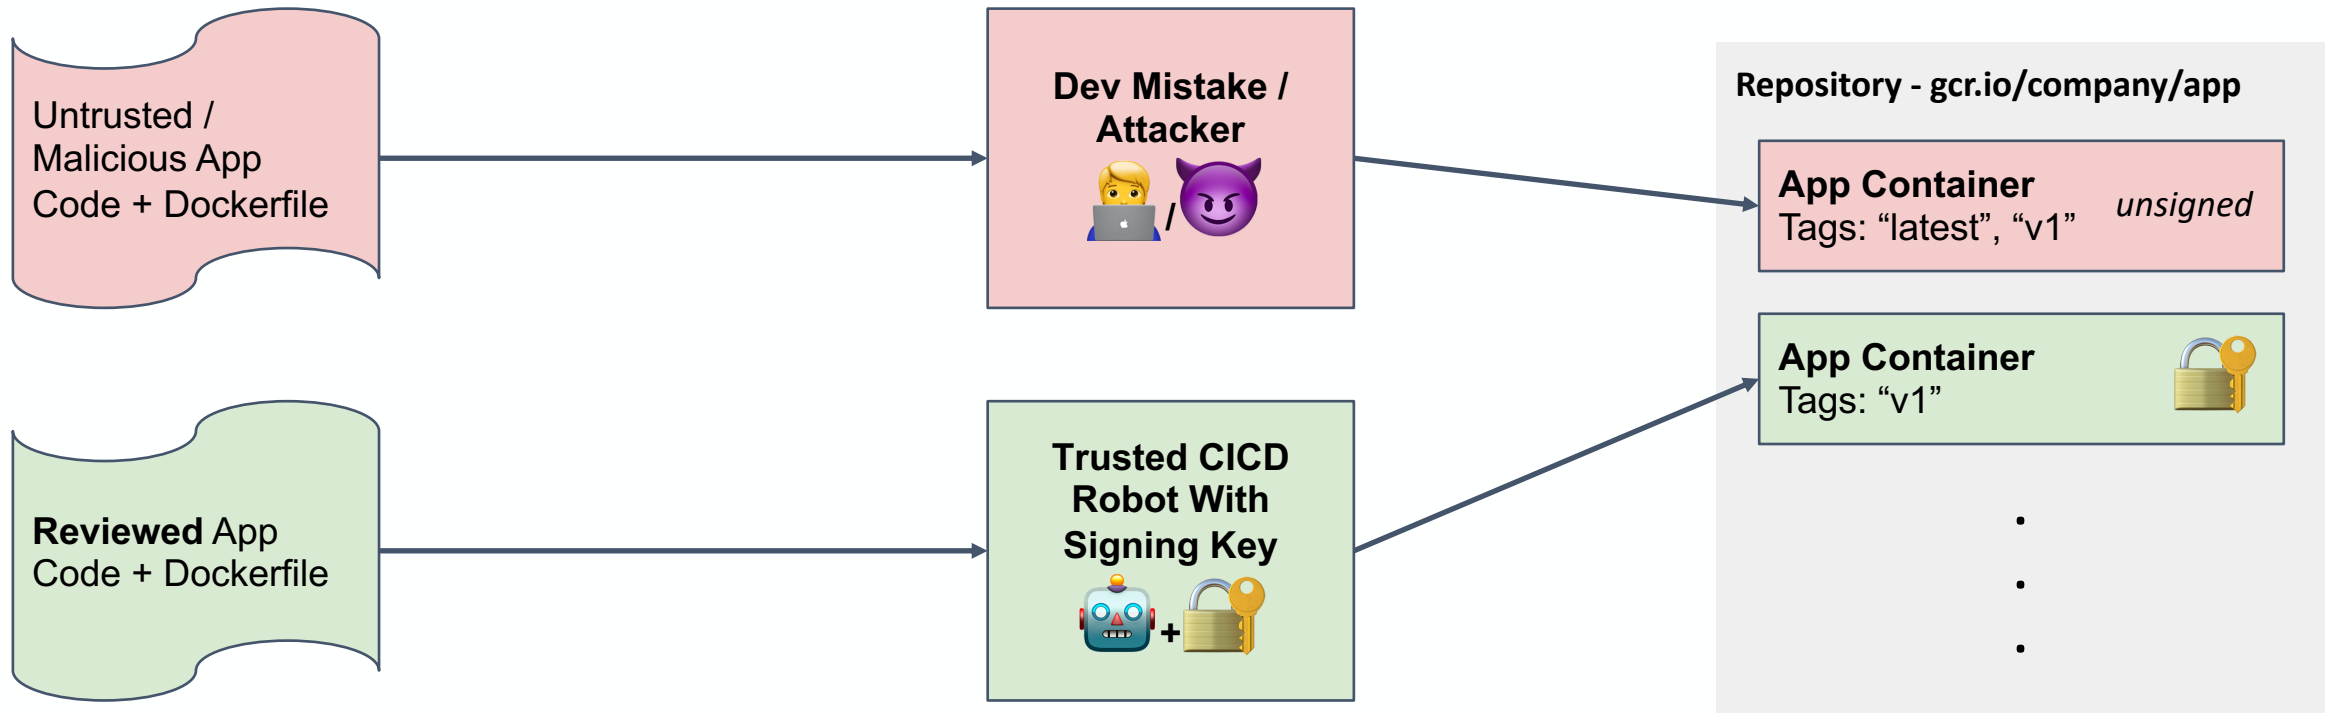 Untrusted /
Malicious App
Code + Dockerfile
Dev Mistake /
Attacker
/
Repository - gcr.io/company/app
App Container
Tags: “latest”, “v1”
unsigned
App Container
Tags: “v1”
.
.
.
Reviewed App
Code + Dockerfile
Trusted CICD
Robot With
Signing Key
+